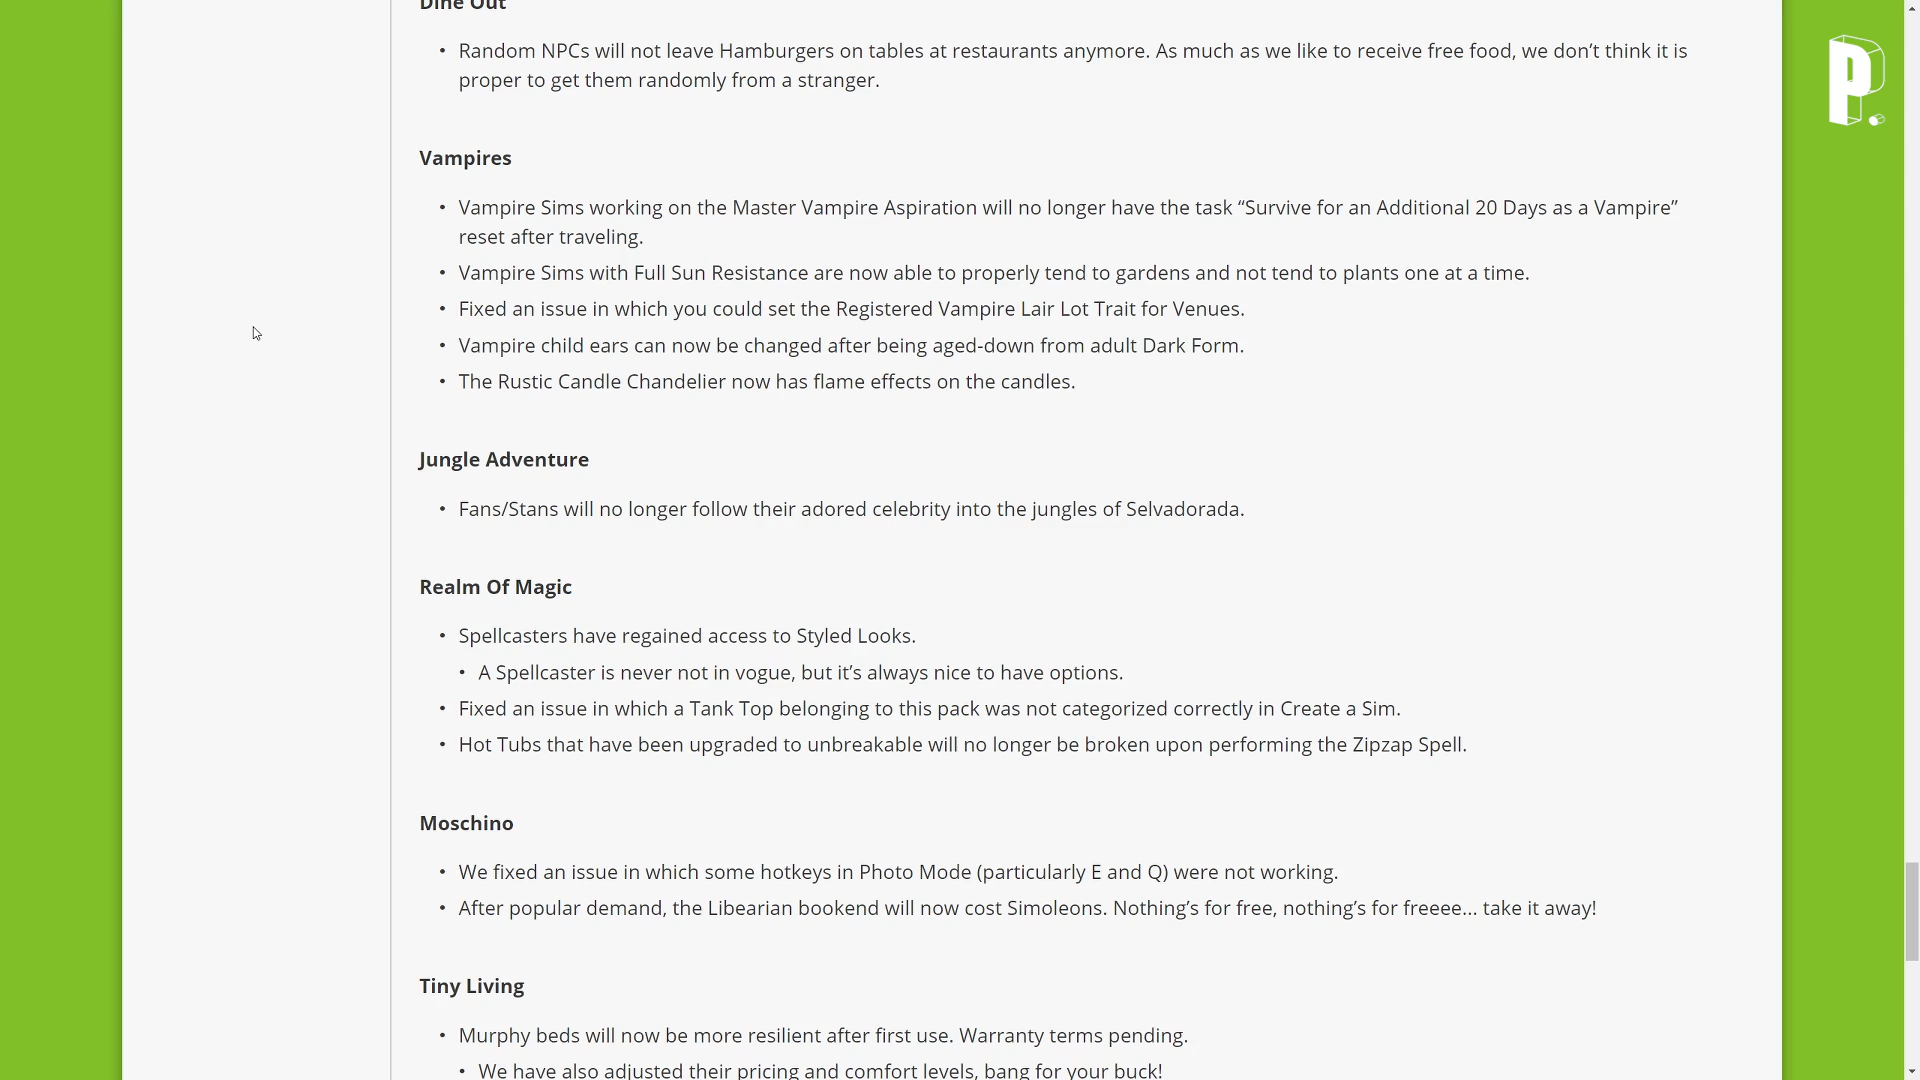 Dine Out
• Random NPCs will not leave Hamburgers on tables at restaurants anymore. As much as we like to receive free food, we don’t think it is
proper to get them randomly from a stranger.
Vampires
• Vampire Sims working on the Master Vampire Aspiration will no longer have the task “Survive for an Additional 20 Days as a Vampire”
reset after traveling.
• Vampire Sims with Full Sun Resistance are now able to properly tend to gardens and not tend to plants one at a time.
• Fixed an issue in which you could set the Registered Vampire Lair Lot Trait for Venues.
• Vampire child ears can now be changed after being aged-down from adult Dark Form.
• The Rustic Candle Chandelier now has flame effects on the candles.
Jungle Adventure
• Fans/Stans will no longer follow their adored celebrity into the jungles of Selvadorada.
Realm Of Magic
• Spellcasters have regained access to Styled Looks.
• A Spellcaster is never not in vogue, but it’s always nice to have options.
• Fixed an issue in which a Tank Top belonging to this pack was not categorized correctly in Create a Sim.
• Hot Tubs that have been upgraded to unbreakable will no longer be broken upon performing the Zipzap Spell.
Moschino
• We fixed an issue in which some hotkeys in Photo Mode (particularly E and Q) were not working.
• After popular demand, the Libearian bookend will now cost Simoleons. Nothing’s for free, nothing’s for freeee... take it away!
Tiny Living
• Murphy beds will now be more resilient after first use. Warranty terms pending.
• We have also adjusted their pricing and comfort levels, bang for your buck!
P.